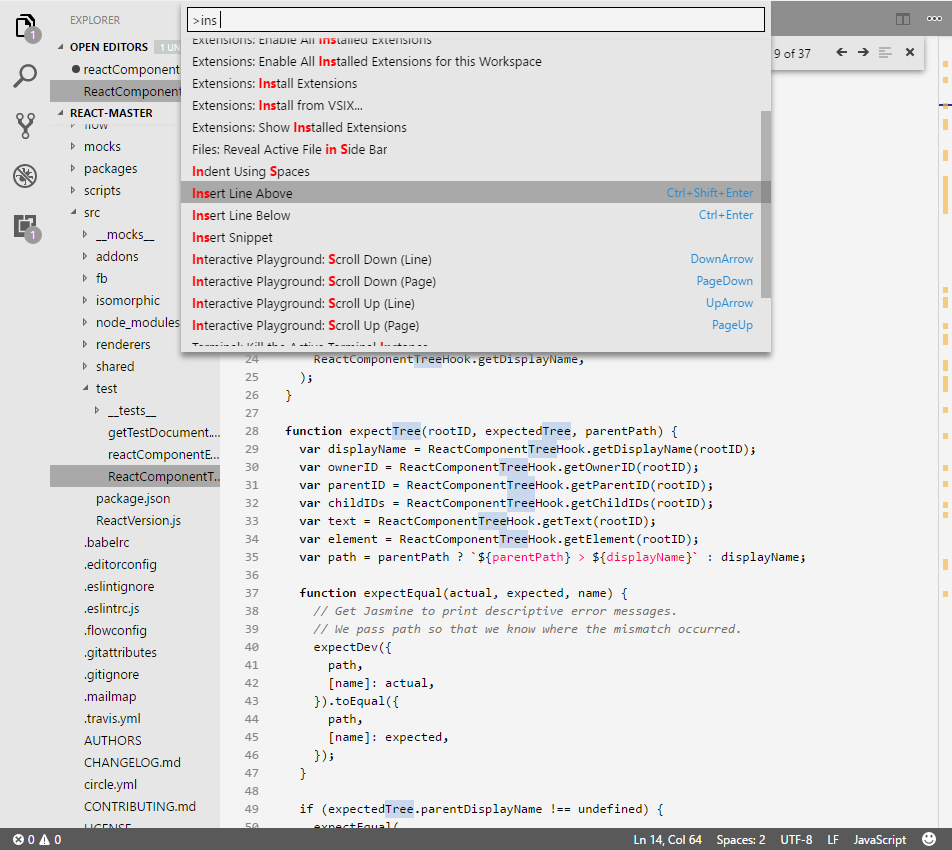 1
1
EXPLORER
OPEN EDITORS 1 UN
reactComponent
ReactComponent
REACT-MASTER
flow
mocks
packages
scripts
src
__mocks__
addons
fb
isomorphic
node_modules
renderers
shared
test
__tests__
getTestDocument....
reactComponentE...
ReactComponentT...
package.json
ReactVersion.js
.babelrc
.editorconfig
.eslintignore
.eslintrc.js
.flowconfig
.gitattributes
.gitignore
.mailmap
.travis.yml
AUTHORS
CHANGELOG.md
circle.yml
CONTRIBUTING.md
LICENSE
>ins
Extensions: Enable All Installed Extensions
Extensions: Enable All Installed Extensions for this Workspace
Extensions: Install Extensions
Extensions: Install from VSIX...
Extensions: Show Installed Extensions
Files: Reveal Active File in Side Bar
Indent Using Spaces
Insert Line Above Ctrl+Shift+Enter
Insert Line Below Ctrl+Enter
Insert Snippet
Interactive Playground: Scroll Down (Line) DownArrow
Interactive Playground: Scroll Down (Page) PageDown
Interactive Playground: Scroll Up (Line) UpArrow
Interactive Playground: Scroll Up (Page) PageUp
Terminal: Kill the Active Terminal Instance
9 of 37
24 ReactComponentTreeHook.getDisplayName,
25 );
26 }
27
28 function expectTree(rootID, expectedTree, parentPath) {
29 var displayName = ReactComponentTreeHook.getDisplayName(rootID);
30 var ownerID = ReactComponentTreeHook.getOwnerID(rootID);
31 var parentID = ReactComponentTreeHook.getParentID(rootID);
32 var childIDs = ReactComponentTreeHook.getChildIDs(rootID);
33 var text = ReactComponentTreeHook.getText(rootID);
34 var element = ReactComponentTreeHook.getElement(rootID);
35 var path = parentPath ? `${parentPath} > ${displayName}` : displayName;
36
37 function expectEqual(actual, expected, name) {
38 // Get Jasmine to print descriptive error messages.
39 // We pass path so that we know where the mismatch occurred.
40 expectDev({
41 path,
42 [name]: actual,
43 }).toEqual({
44 path,
45 [name]: expected,
46 });
47 }
48
49 if (expectedTree.parentDisplayName !== undefined) {
50 expectEqual(
0 0
Ln 14, Col 64 Spaces: 2 UTF-8 LF JavaScript